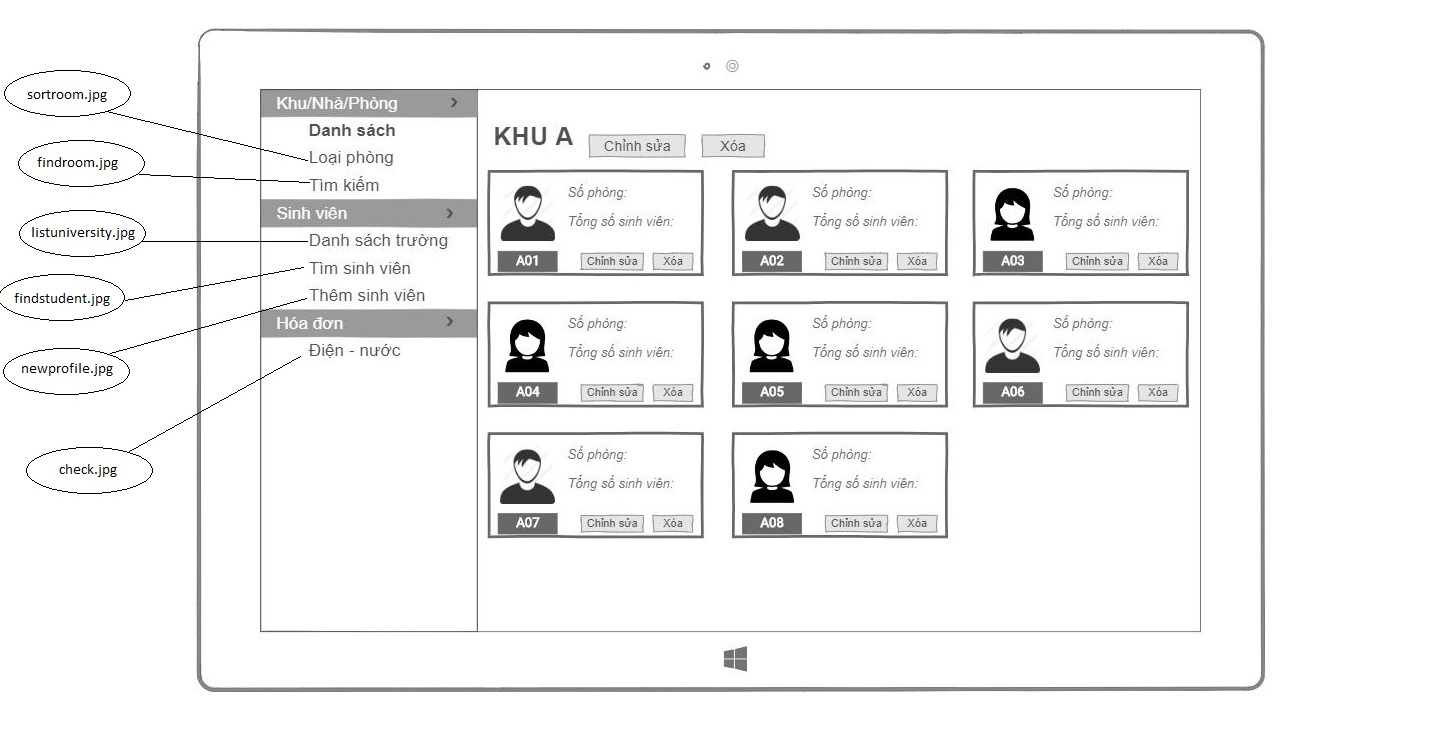 sortroom.jpg
findroom.jpg
listuniversity.jpg
findstudent.jpg
newprofile.jpg
check.jpg
Khu/Nhà/Phòng
Danh sách
Loại phòng
Tìm kiếm
Sinh viên
Danh sách trường
Tìm sinh viên
Thêm sinh viên
Hóa đơn
Điện - nước
KHU A
Chỉnh sửa
Xóa
Số phòng:
Tổng số sinh viên:
A01
Chỉnh sửa
Xóa
Số phòng:
Tổng số sinh viên:
A02
Chỉnh sửa
Xóa
Số phòng:
Tổng số sinh viên:
A03
Chỉnh sửa
Xóa
Số phòng:
Tổng số sinh viên:
A04
Chỉnh sửa
Xóa
Số phòng:
Tổng số sinh viên:
A05
Chỉnh sửa
Xóa
Số phòng:
Tổng số sinh viên:
A06
Chỉnh sửa
Xóa
Số phòng:
Tổng số sinh viên:
A07
Chỉnh sửa
Xóa
Số phòng:
Tổng số sinh viên:
A08
Chỉnh sửa
Xóa